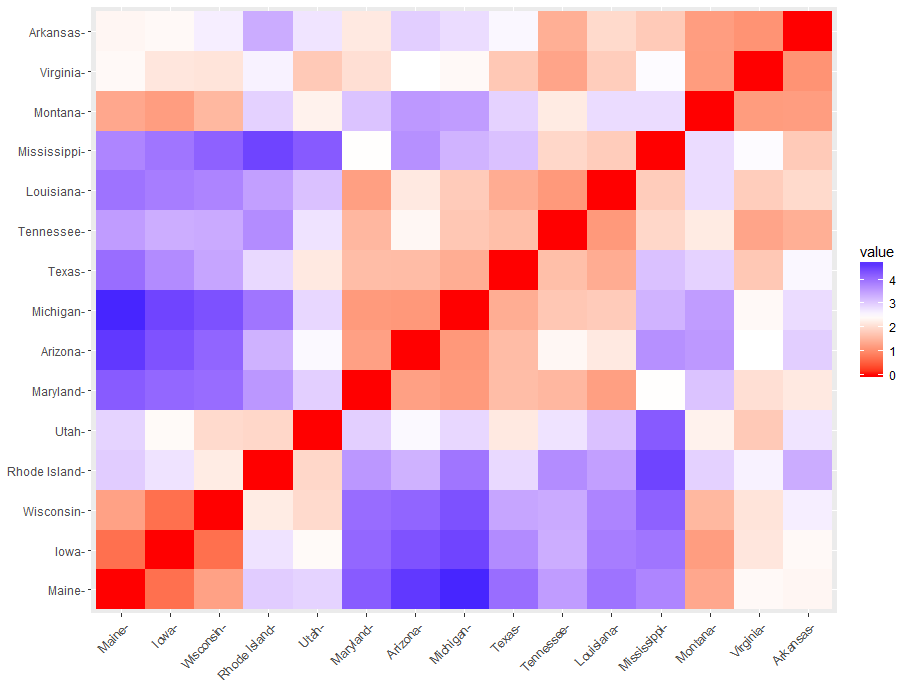 Arkansas-
Virginia-
Montana-
Mississippi-
Louisiana-
Tennessee-
Texas-
Michigan-
Arizona-
Maryland-
Utah-
Rhode Island-
Wisconsin-
Iowa-
Maine-
value
4
3
2
1
0
Maine-
Iowa-
Wisconsin-
Rhode Island-
Utah-
Maryland-
Arizona-
Michigan-
Texas-
Tennessee-
Louisiana-
Mississippi-
Montana-
Virginia-
Arkansas-